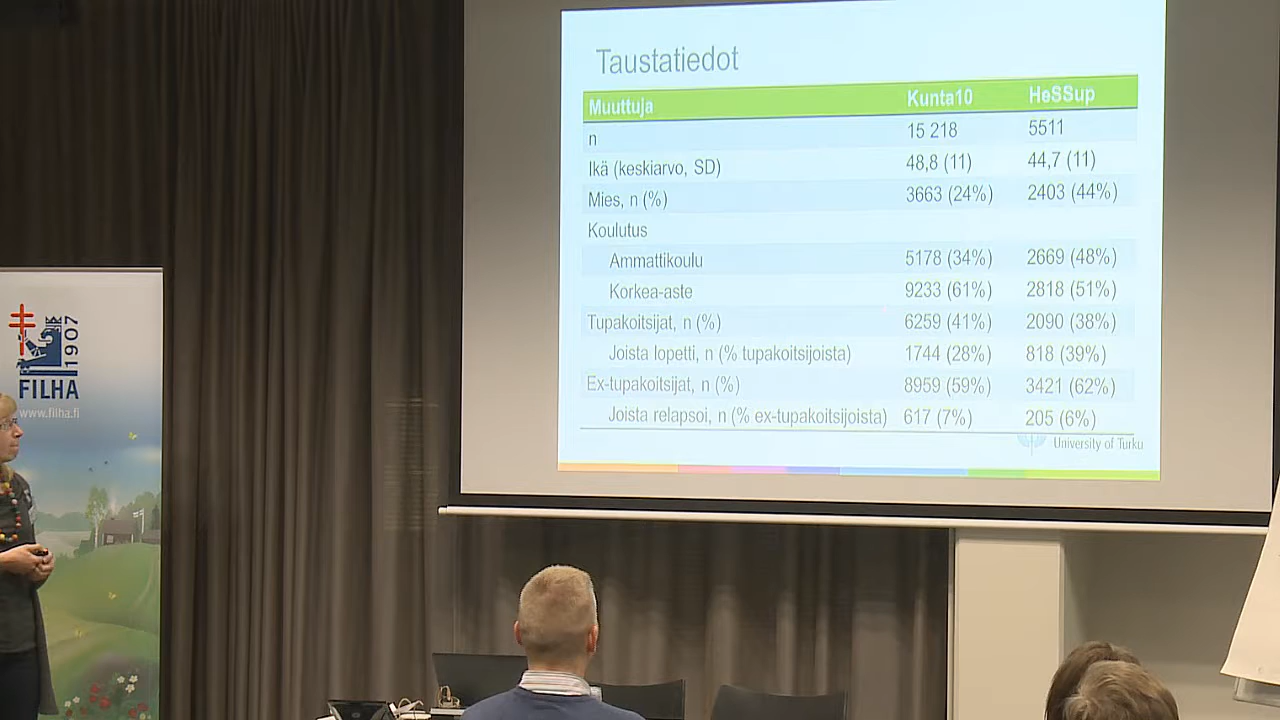 Taustatiedot
Muuttuja Kunta10 HeSSup
n 15 218 5511
Ikä (keskiarvo, SD) 48,8 (11) 44,7 (11)
Mies, n (%) 3663 (24%) 2403 (44%)
Koulutus
Ammattikoulu 5178 (34%) 2669 (48%)
Korkea-aste 9233 (61%) 2818 (51%)
Tupakoitsijat, n (%) 6259 (41%) 2090 (38%)
Joista lopetti, n (% tupakoitsijoista) 1744 (28%) 818 (39%)
Ex-tupakoitsijat, n (%) 8959 (59%) 3421 (62%)
Joista relapsoi, n (% ex-tupakoitsijoista) 617 (7%) 205 (6%)
University of Turku
1907
FILHA
www.filha.fi